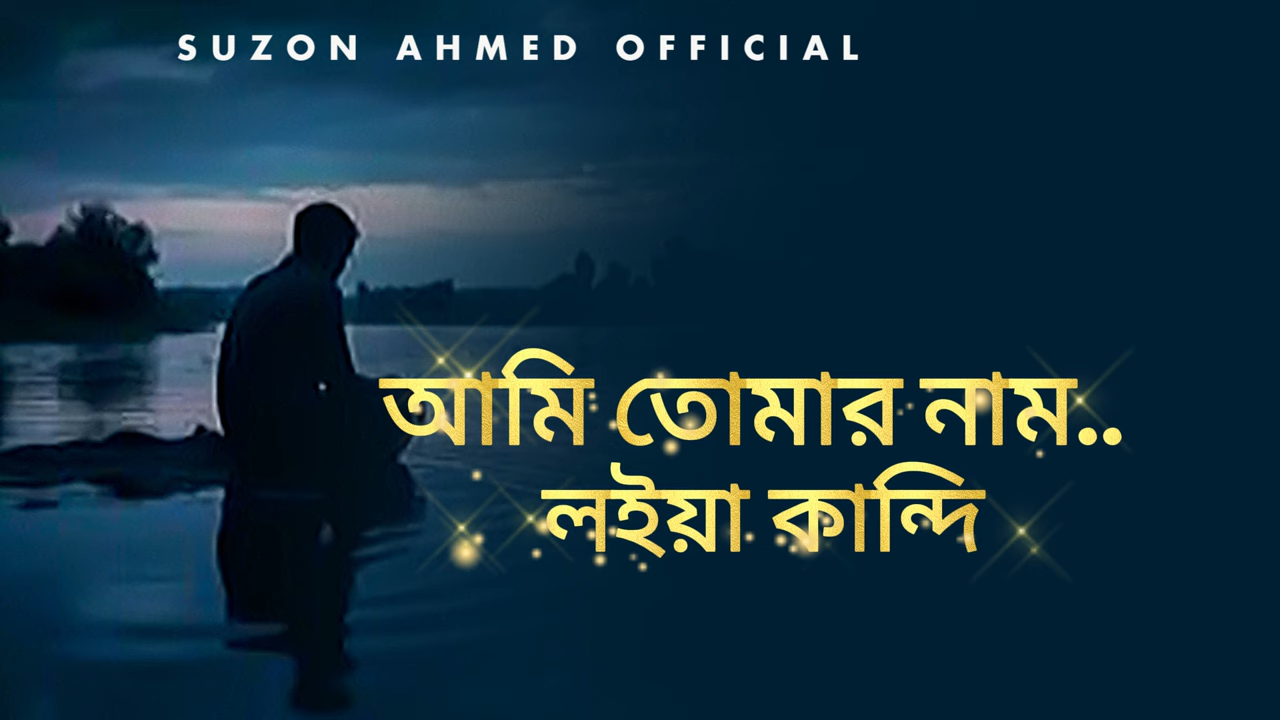 SUZON AHMED OFFICIAL
আমি তোমার নাম..
লইয়া কান্দি